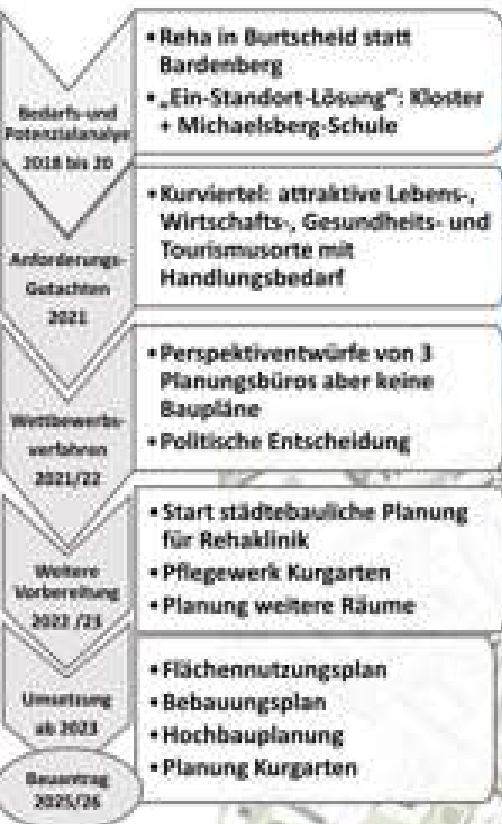 Bedarfs- und
Potenzialanalyse
2018 bis 20
• Reha in Burtscheid statt
Bardenberg
• „Ein-Standort-Lösung“: Kloster
+ Michaelsberg-Schule
Anforderungs-
Gutachten
2021
• Kurviertel: attraktive Lebens-,
Wirtschafts-, Gesundheits- und
Tourismusorte mit
Handlungsbedarf
Wettbewerbs-
verfahren
2021/22
• Perspektiventwürfe von 3
Planungsbüros aber keine
Baupläne
• Politische Entscheidung
Weitere
Vorbereitung
2022 /23
• Start städtebauliche Planung
für Rehaklinik
• Pflegewerk Kurgarten
• Planung weitere Räume
Umsetzung
ab 2023
• Flächennutzungsplan
• Bebauungsplan
• Hochbauplanung
• Planung Kurgarten
Bauantrag
2025/26